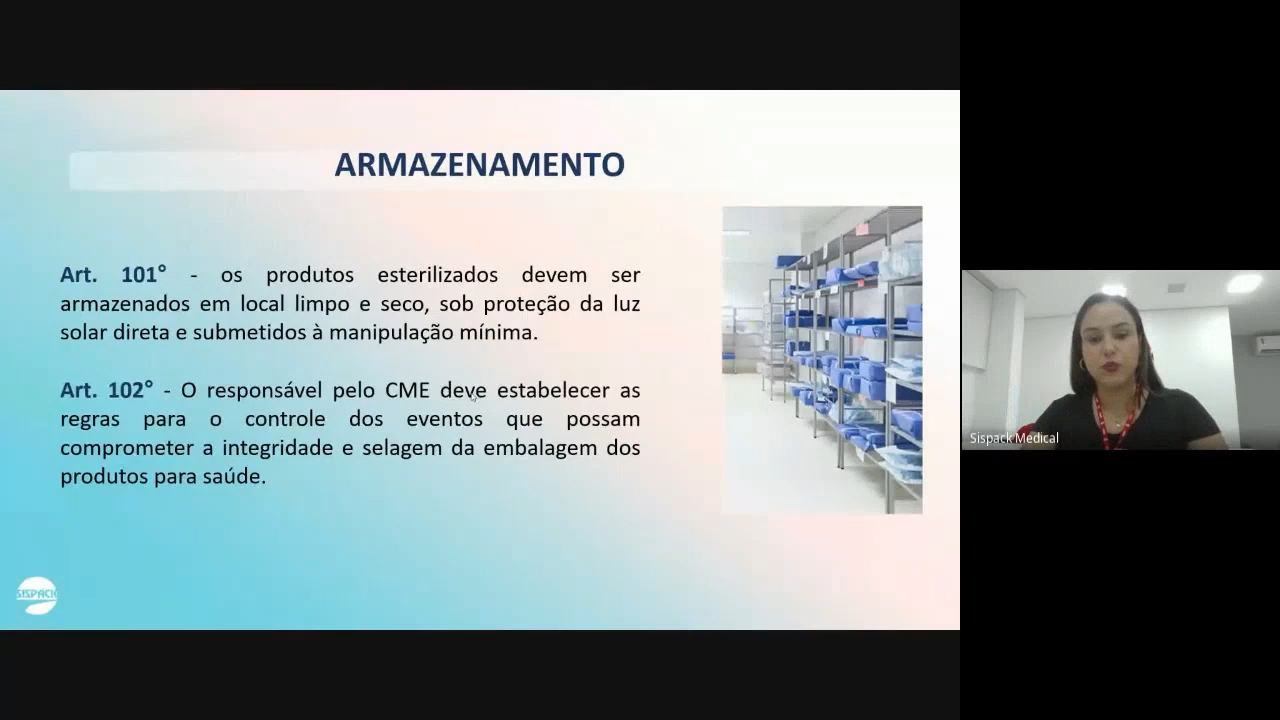 ARMAZENAMENTO
Art. 101° - os produtos esterilizados devem ser
armazenados em local limpo e seco, sob proteção da luz
solar direta e submetidos à manipulação mínima.
Art. 102° - O responsável pelo CME deve estabelecer as
regras para o controle dos eventos que possam
comprometer a integridade e selagem da embalagem dos
produtos para saúde.
SISPACK
Sispack Medical